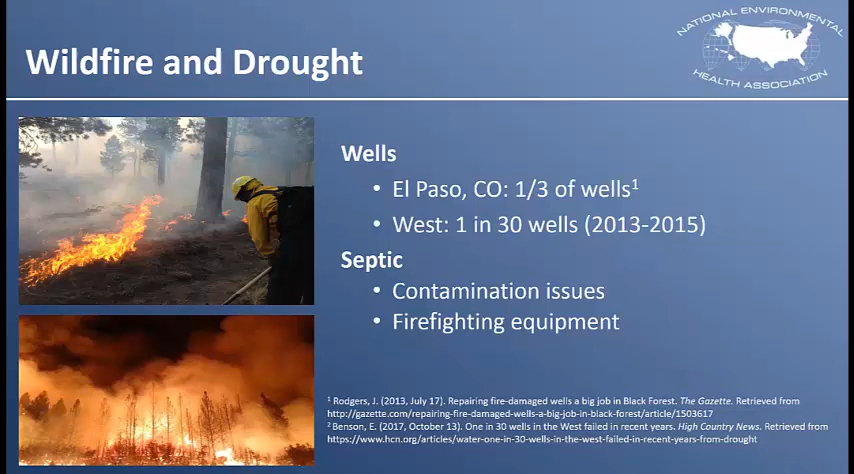 NATIONAL ENVIRONMENTAL
HEALTH ASSOCIATION
Wildfire and Drought
Wells
• El Paso, CO: 1/3 of wells¹
• West: 1 in 30 wells (2013-2015)
Septic
• Contamination issues
• Firefighting equipment
¹ Rodgers, J. (2013, July 17). Repairing fire-damaged wells a big job in Black Forest. The Gazette. Retrieved from
http://gazette.com/repairing-fire-damaged-wells-a-big-job-in-black-forest/article/1503617
² Benson, E. (2017, October 13). One in 30 wells in the West failed in recent years. High Country News. Retrieved from
https://www.hcn.org/articles/water-one-in-30-wells-in-the-west-failed-in-recent-years-from-drought